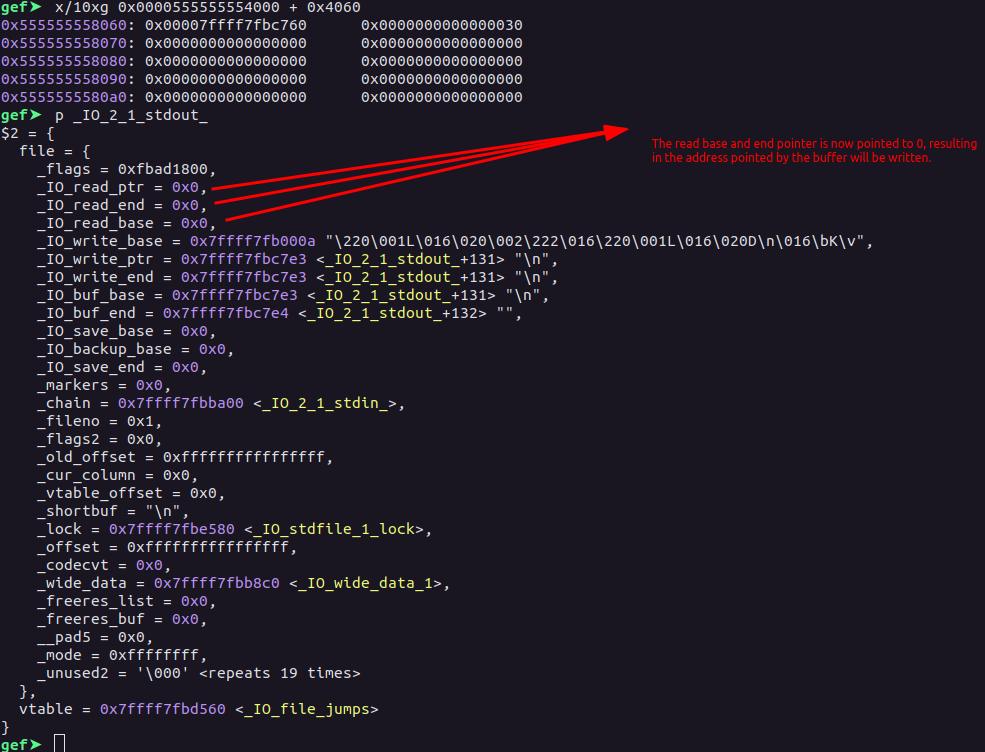 gef➤  x/10xg 0x0000555555554000 + 0x4060
0x555555558060: 0x00007ffff7fbc760      0x0000000000000030
0x555555558070: 0x0000000000000000      0x0000000000000000
0x555555558080: 0x0000000000000000      0x0000000000000000
0x555555558090: 0x0000000000000000      0x0000000000000000
0x5555555580a0: 0x0000000000000000      0x0000000000000000
gef➤  p _IO_2_1_stdout_
$2 = {
  file = {
    _flags = 0xfbad1800,
    _IO_read_ptr = 0x0,
    _IO_read_end = 0x0,
    _IO_read_base = 0x0,
The read base and end pointer is now pointed to 0, resulting
in the address pointed by the buffer will be written.
    _IO_write_base = 0x7ffff7fb000a "\220\001L\016\020\002\222\016\220\001L\016\020D\n\016\bK\v",
    _IO_write_ptr = 0x7ffff7fbc7e3 <_IO_2_1_stdout_+131> "\n",
    _IO_write_end = 0x7ffff7fbc7e3 <_IO_2_1_stdout_+131> "\n",
    _IO_buf_base = 0x7ffff7fbc7e3 <_IO_2_1_stdout_+131> "\n",
    _IO_buf_end = 0x7ffff7fbc7e4 <_IO_2_1_stdout_+132> "",
    _IO_save_base = 0x0,
    _IO_backup_base = 0x0,
    _IO_save_end = 0x0,
    _markers = 0x0,
    _chain = 0x7ffff7fbba00 <_IO_2_1_stdin_>,
    _fileno = 0x1,
    _flags2 = 0x0,
    _old_offset = 0xffffffffffffffff,
    _cur_column = 0x0,
    _vtable_offset = 0x0,
    _shortbuf = "\n",
    _lock = 0x7ffff7fbe580 <_IO_stdfile_1_lock>,
    _offset = 0xffffffffffffffff,
    _codecvt = 0x0,
    _wide_data = 0x7ffff7fbb8c0 <_IO_wide_data_1>,
    _freeres_list = 0x0,
    _freeres_buf = 0x0,
    __pad5 = 0x0,
    _mode = 0xffffffff,
    _unused2 = '\000' <repeats 19 times>
  },
  vtable = 0x7ffff7fbd560 <_IO_file_jumps>
}
gef➤